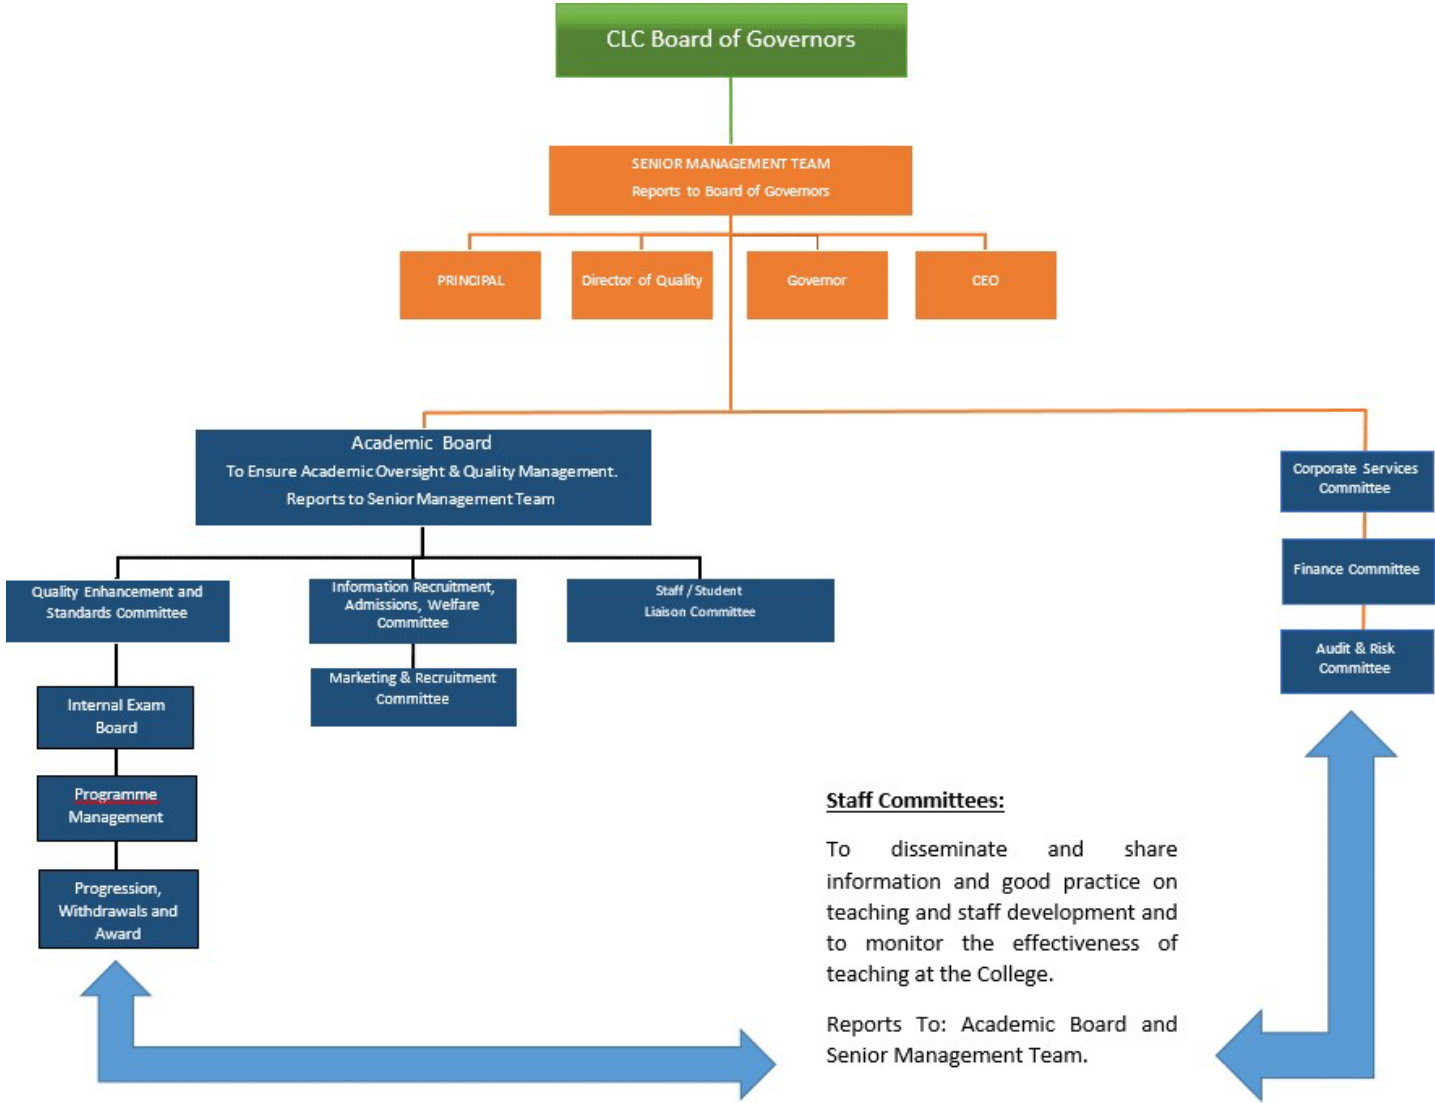 CLC Board of Governors
SENIOR MANAGEMENT TEAM
Reports to Board of Governors
PRINCIPAL
Director of Quality
Governor
CEO
Academic Board
To Ensure Academic Oversight & Quality Management.
Reports to Senior Management Team
Corporate Services
Committee
Finance Committee
Audit & Risk
Committee
Quality Enhancement and
Standards Committee
Information Recruitment,
Admissions, Welfare
Committee
Staff / Student
Liaison Committee
Marketing & Recruitment
Committee
Internal Exam
Board
Programme
Management
Progression,
Withdrawals and
Award
Staff Committees:
To disseminate and share
information and good practice on
teaching and staff development and
to monitor the effectiveness of
teaching at the College.
Reports To: Academic Board and
Senior Management Team.